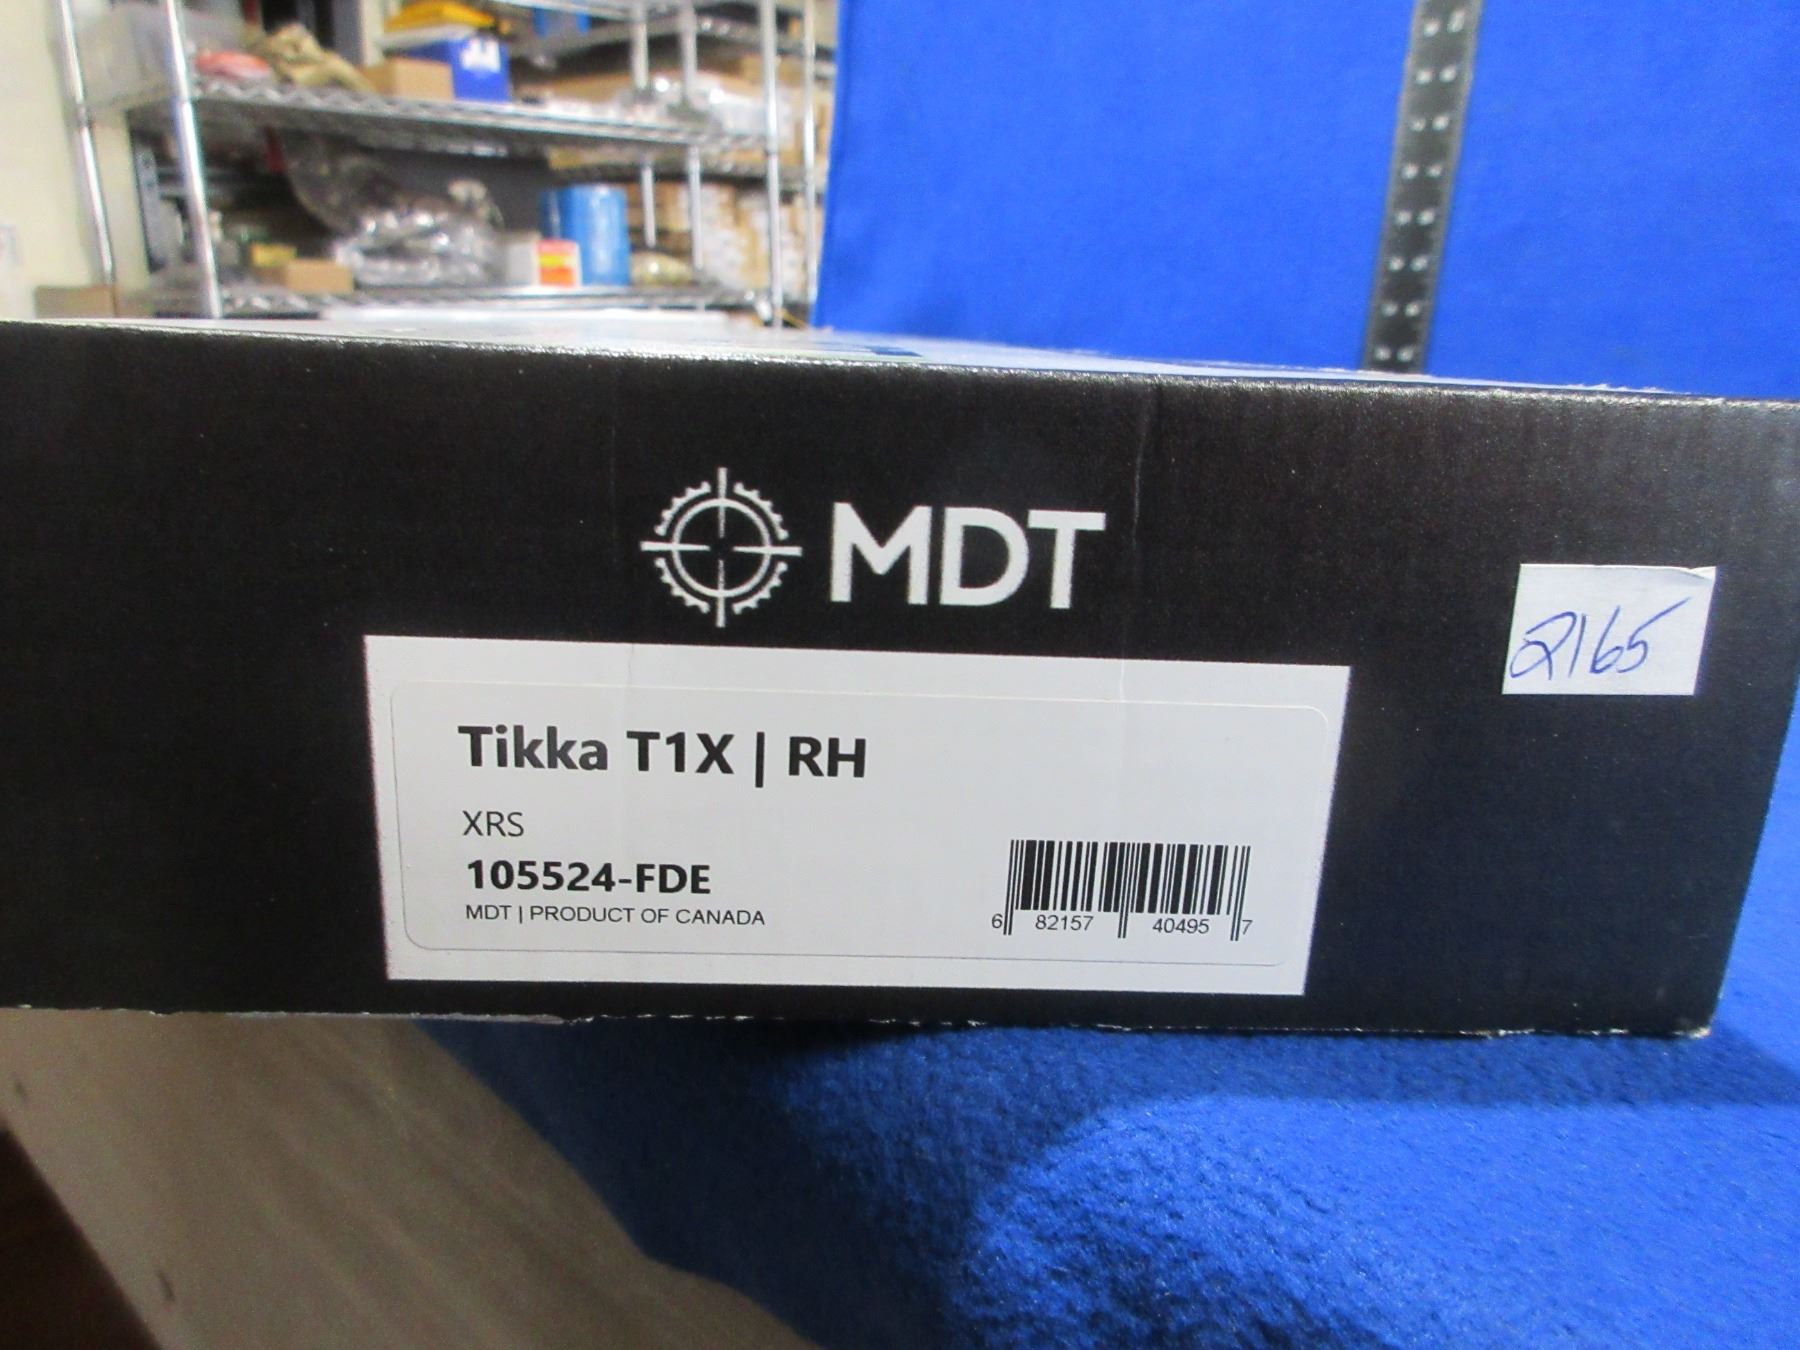 MDT
2165
Tikka T1X | RH
XRS
105524-FDE
MDT | PRODUCT OF CANADA
6 82157 40495 7